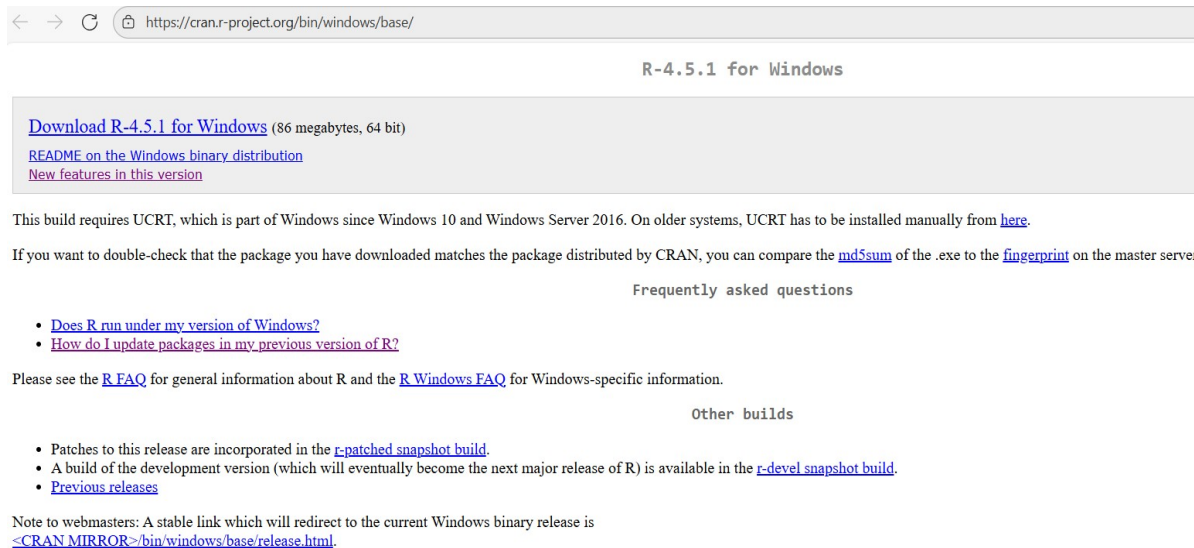 https://cran.r-project.org/bin/windows/base/
R-4.5.1 for Windows
Download R-4.5.1 for Windows (86 megabytes, 64 bit)
README on the Windows binary distribution
New features in this version
This build requires UCRT, which is part of Windows since Windows 10 and Windows Server 2016. On older systems, UCRT has to be installed manually from here.
If you want to double-check that the package you have downloaded matches the package distributed by CRAN, you can compare the md5sum of the .exe to the fingerprint on the master server
Frequently asked questions
• Does R run under my version of Windows?
• How do I update packages in my previous version of R?
Please see the R FAQ for general information about R and the R Windows FAQ for Windows-specific information.
Other builds
• Patches to this release are incorporated in the r-patched snapshot build.
• A build of the development version (which will eventually become the next major release of R) is available in the r-devel snapshot build.
• Previous releases
Note to webmasters: A stable link which will redirect to the current Windows binary release is
<CRAN MIRROR>/bin/windows/base/release.html.